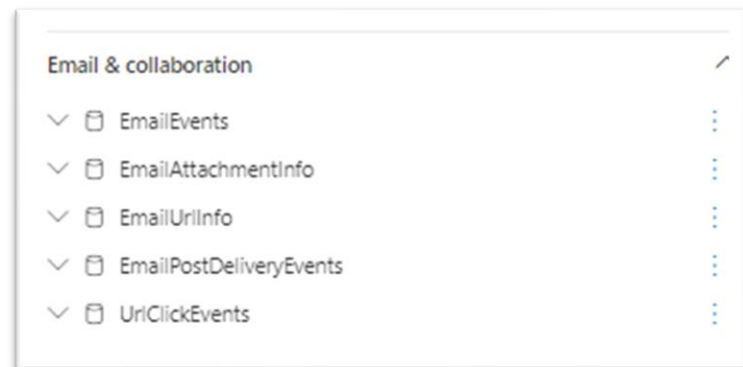 Email & collaboration
EmailEvents
EmailAttachmentInfo
EmailUrlInfo
EmailPostDeliveryEvents
UrlClickEvents